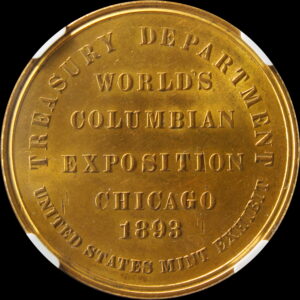 TREASURY DEPARTMENT
WORLD'S
COLUMBIAN
EXPOSITION
CHICAGO
1893
UNITED STATES MINT EXHIBIT